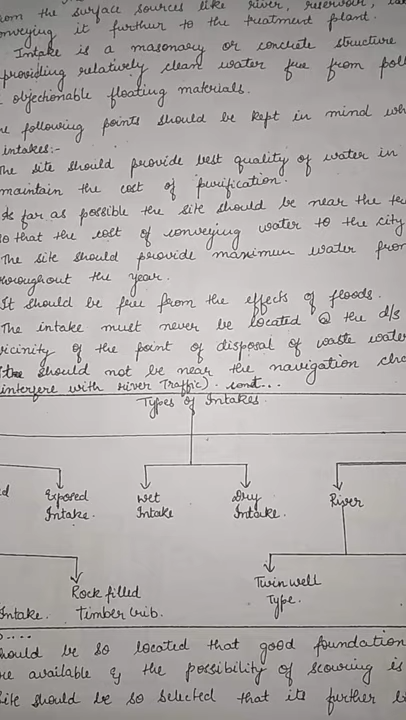 from the surface sources like river, reservoir,
conveying it furthur to the treatment plant.
Intake is a masonary or concrete structure
providing relatively clean water free from poll
objectionable floating materials.
following points should be kept in mind wh
intakes:-
The site should provide best quality of water in
maintain the cost of purification.
As far as possible the site should be near the
so that the cost of conveying water to the city
The site should provide maximum water from
throughout the year.
It should be free from the effects of floods.
The intake must never be located @ the d/s
vicinity of the point of disposal of waste water
should not be near the navigation cha
interfere with river Traffic). cont...
Types of Intakes.
ed Exposed Wet Dry River
Intake. Intake Intake.
Rock filled Twin well
Intake. Timber crib. Type.
should be so located that good foundation
are available & the possibility of scouring is
Site should be so selected that its further